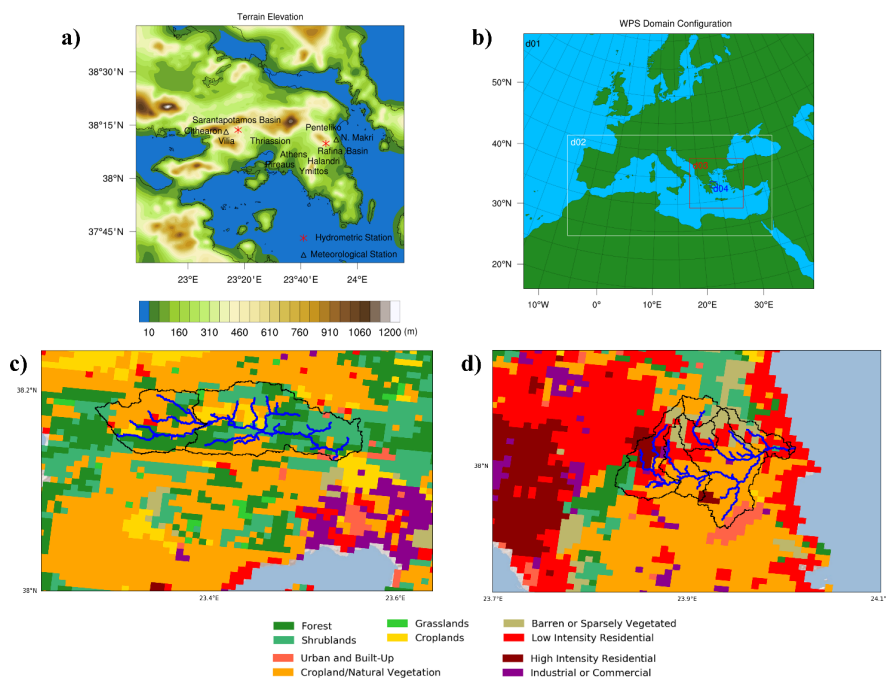 Terrain Elevation
a)
38°30'N
38°15'N
38°N
37°45'N
Sarantapotamos Basin
Cithearon
Vilia
Thriassion
Penteliko
N. Makri
Rafina Basin
Athens
Halandri
Piraeus
Ymittos
Hydrometric Station
Meteorological Station
23°E
23°20'E
23°40'E
24°E
10 160 310 460 610 760 910 1060 1200 (m)
WPS Domain Configuration
b)
d01
d02
d03
d04
50°N
40°N
30°N
20°N
10°W
0°
10°E
20°E
30°E
c)
38.2°N
38°N
23.4°E
23.6°E
d)
38°N
23.7°E
23.9°E
24.1°E
Forest
Shrublands
Urban and Built-Up
Cropland/Natural Vegetation
Grasslands
Croplands
Barren or Sparsely Vegetated
Low Intensity Residential
High Intensity Residential
Industrial or Commercial